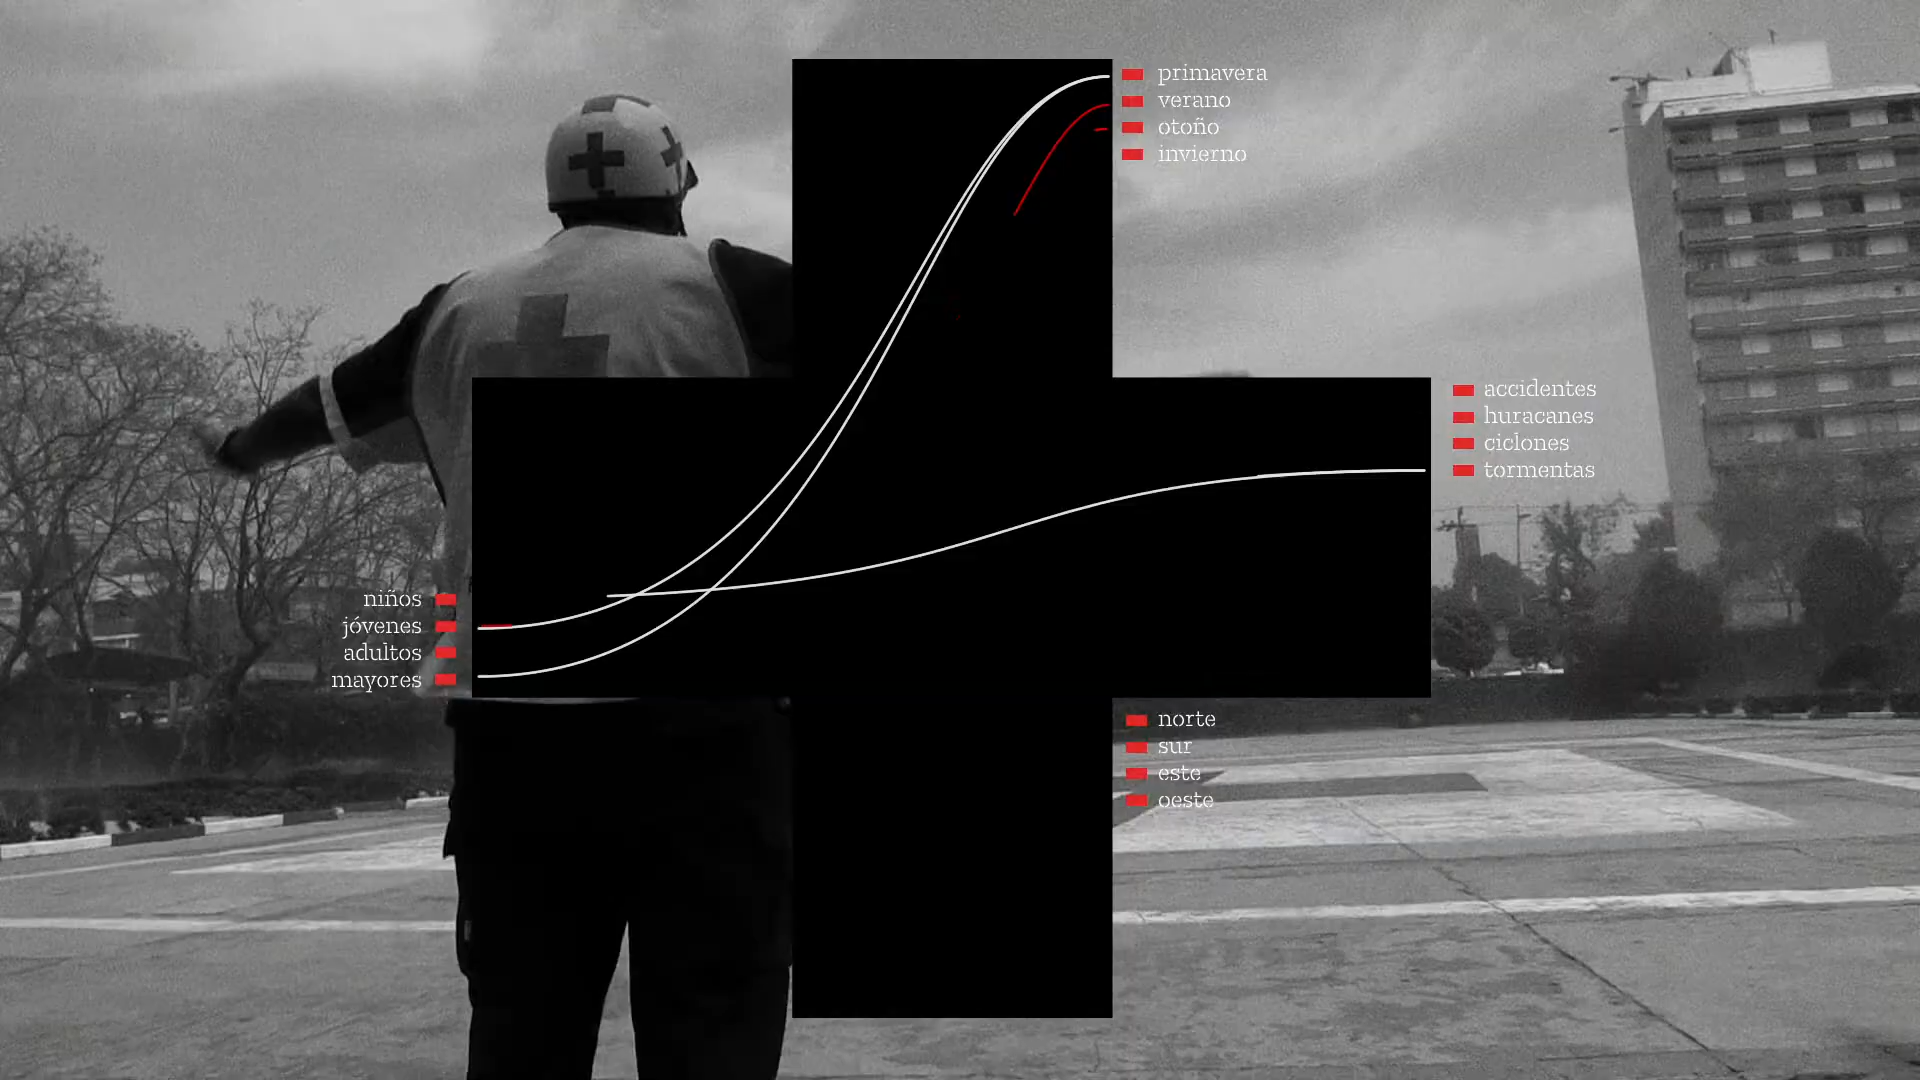 primavera
verano
otoño
invierno
accidentes
huracanes
ciclones
tormentas
niños
jóvenes
adultos
mayores
norte
sur
este
oeste